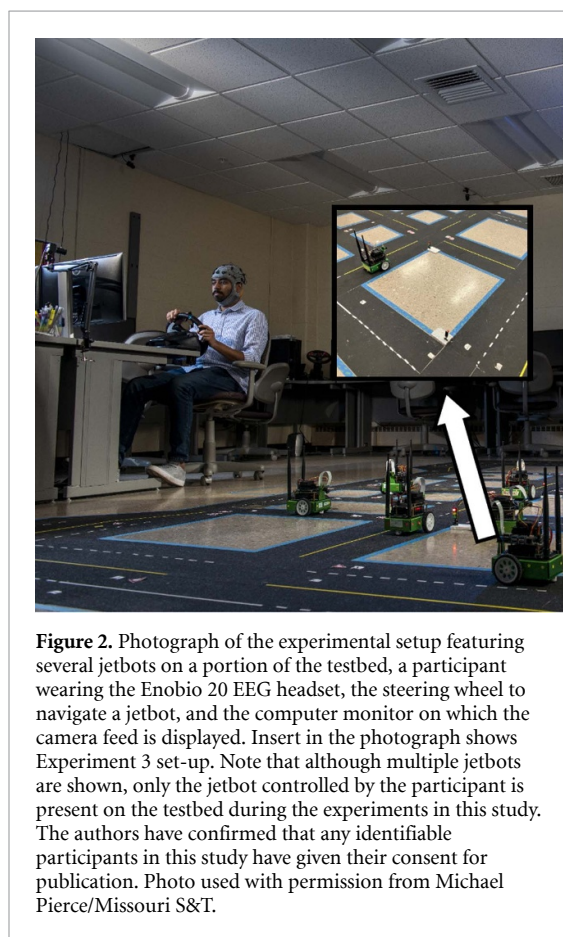 Figure 2. Photograph of the experimental setup featuring
several jetbots on a portion of the testbed, a participant
wearing the Enobio 20 EEG headset, the steering wheel to
navigate a jetbot, and the computer monitor on which the
camera feed is displayed. Insert in the photograph shows
Experiment 3 set-up. Note that although multiple jetbots
are shown, only the jetbot controlled by the participant is
present on the testbed during the experiments in this study.
The authors have confirmed that any identifiable
participants in this study have given their consent for
publication. Photo used with permission from Michael
Pierce/Missouri S&T.